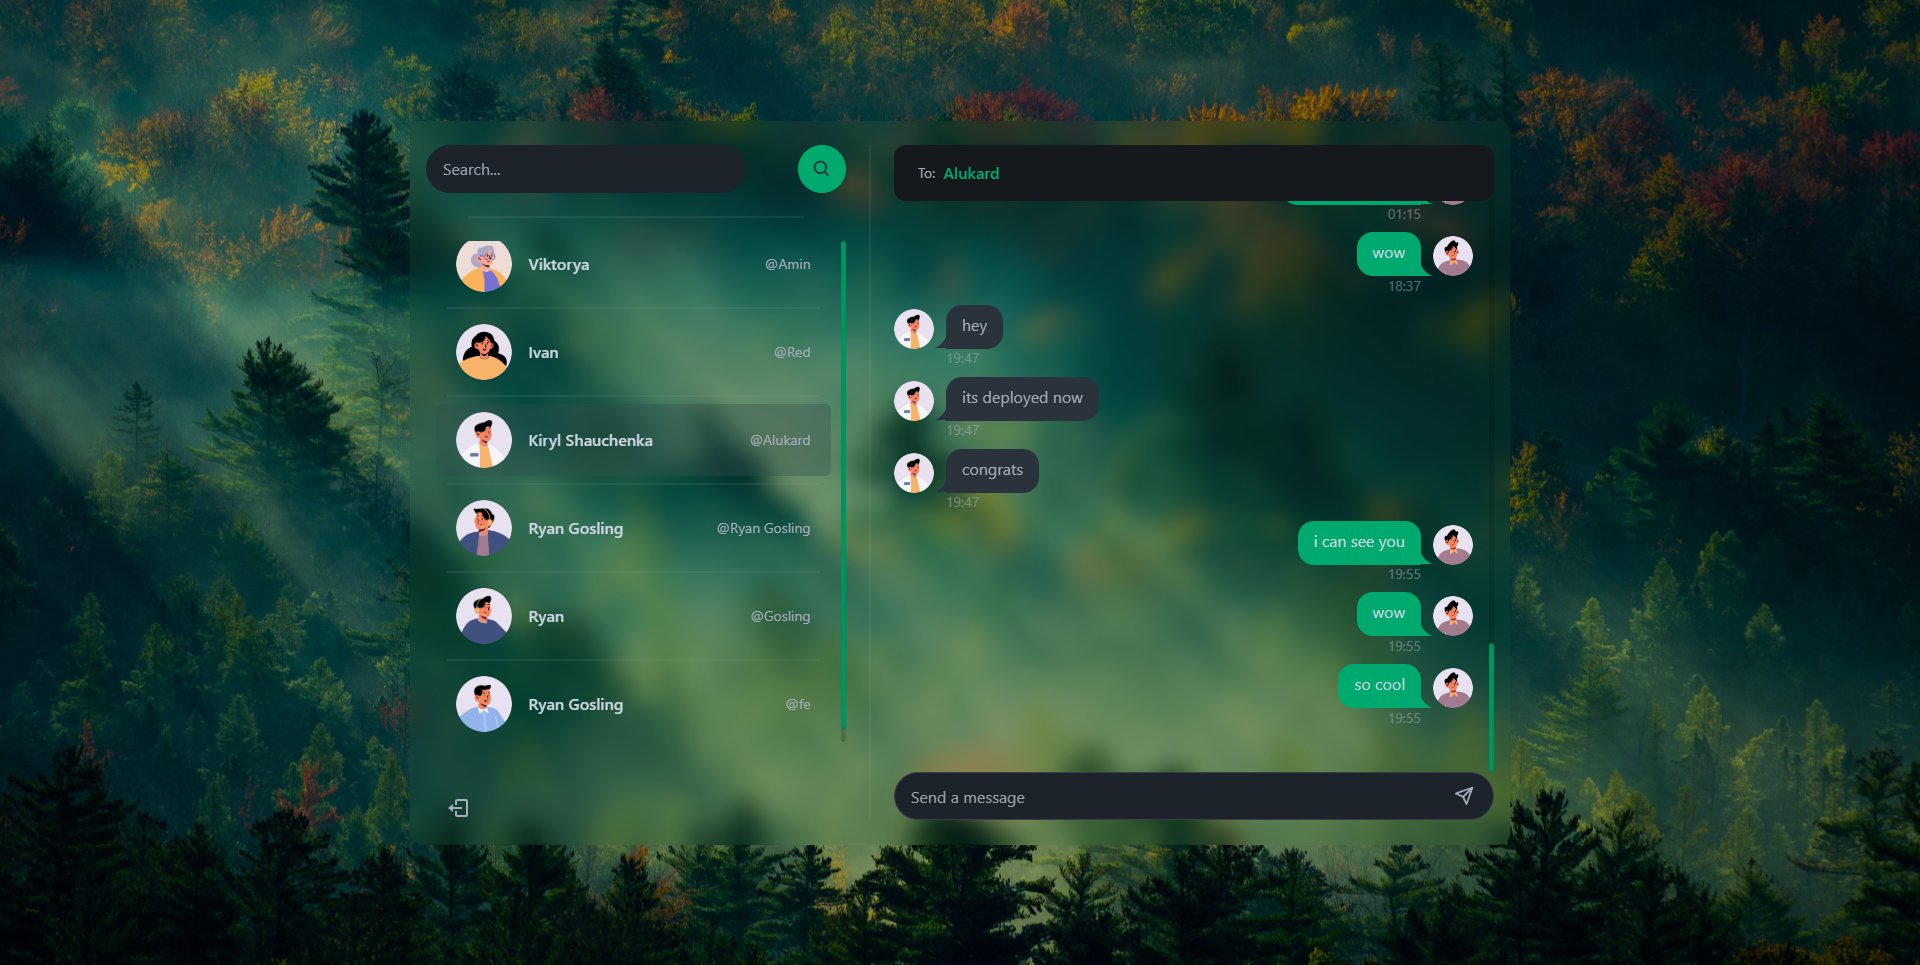 Search...
Viktorya @Amin
Ivan @Red
Kiryl Shauchenka @Alukard
Ryan Gosling @Ryan Gosling
Ryan @Gosling
Ryan Gosling @fe
To: Alukard
01:15
wow
18:37
hey
19:47
its deployed now
19:47
congrats
19:47
i can see you
19:55
wow
19:55
so cool
19:55
Send a message